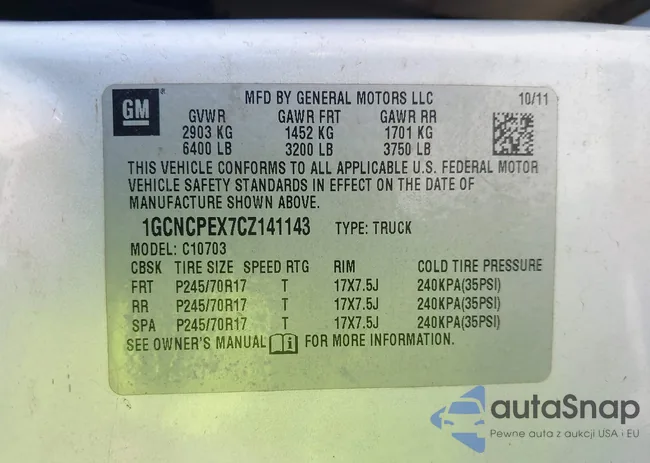 GM
MFD BY GENERAL MOTORS LLC 10/11
GVWR GAWR FRT GAWR RR
2903 KG 1452 KG 1701 KG
6400 LB 3200 LB 3750 LB
THIS VEHICLE CONFORMS TO ALL APPLICABLE U.S. FEDERAL MOTOR
VEHICLE SAFETY STANDARDS IN EFFECT ON THE DATE OF
MANUFACTURE SHOWN ABOVE.
1GCNCPEX7CZ141143 TYPE: TRUCK
MODEL: C10703
CBSK TIRE SIZE SPEED RTG RIM COLD TIRE PRESSURE
FRT P245/70R17 T 17X7.5J 240KPA(35PSI)
RR P245/70R17 T 17X7.5J 240KPA(35PSI)
SPA P245/70R17 T 17X7.5J 240KPA(35PSI)
SEE OWNER'S MANUAL i FOR MORE INFORMATION.
autaSnap
Pewne auta z aukcji USA i EU